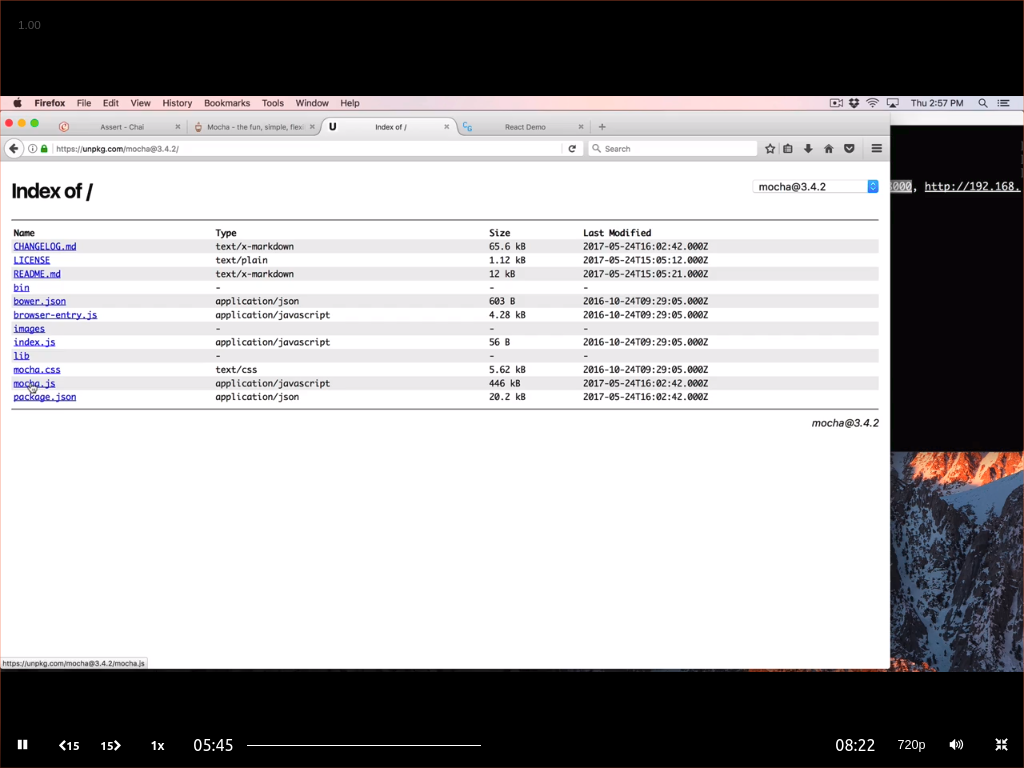 1.00
Firefox File Edit View History Bookmarks Tools Window Help Thu 2:57 PM
Assert - Chai Mocha - the fun, simple, flexi U Index of / React Demo
https://unpkg.com/mocha@3.4.2/ Search
Index of / mocha@3.4.2
000, http://192.168.
Name Type Size Last Modified
CHANGELOG.md text/x-markdown 65.6 kB 2017-05-24T16:02:42.000Z
LICENSE text/plain 1.12 kB 2017-05-24T15:05:12.000Z
README.md text/x-markdown 12 kB 2017-05-24T15:05:21.000Z
bin - - -
bower.json application/json 603 B 2016-10-24T09:29:05.000Z
browser-entry.js application/javascript 4.28 kB 2016-10-24T09:29:05.000Z
images - - -
index.js application/javascript 56 B 2016-10-24T09:29:05.000Z
lib - - -
mocha.css text/css 5.62 kB 2016-10-24T09:29:05.000Z
mocha.js application/javascript 446 kB 2017-05-24T16:02:42.000Z
package.json application/json 20.2 kB 2017-05-24T16:02:42.000Z
mocha@3.4.2
https://unpkg.com/mocha@3.4.2/mocha.js
15 15 1x 05:45 08:22 720p